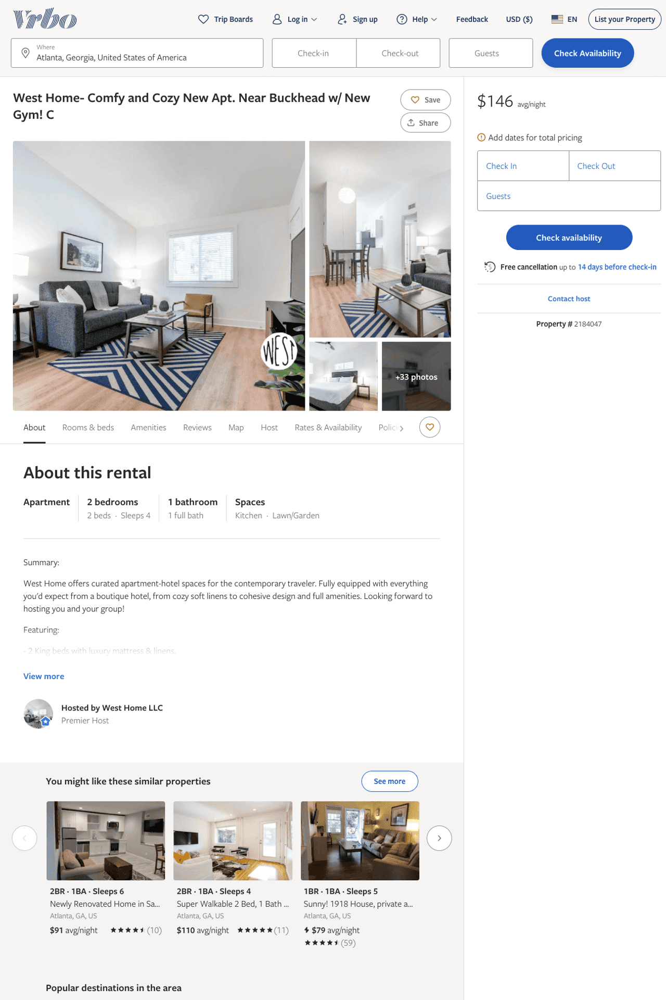 Vrbo
Trip Boards
Log in
Sign up
Help
Feedback
USD ($)
EN
List your Property
Where
Atlanta, Georgia, United States of America
Check-in
Check-out
Guests
Check Availability
West Home- Comfy and Cozy New Apt. Near Buckhead w/ New
Gym! C
Save
Share
WEST
+33 photos
$146 avg/night
Add dates for total pricing
Check In
Check Out
Guests
Check availability
Free cancellation up to 14 days before check-in
Contact host
Property # 2184047
About
Rooms & beds
Amenities
Reviews
Map
Host
Rates & Availability
Polici
About this rental
Apartment
2 bedrooms
2 beds · Sleeps 4
1 bathroom
1 full bath
Spaces
Kitchen · Lawn/Garden
Summary:
West Home offers curated apartment-hotel spaces for the contemporary traveler. Fully equipped with everything
you'd expect from a boutique hotel, from cozy soft linens to cohesive design and full amenities. Looking forward to
hosting you and your group!
Featuring:
- 2 King beds with luxury mattress & linens.
View more
Hosted by West Home LLC
Premier Host
You might like these similar properties
See more
2BR · 1BA · Sleeps 6
Newly Renovated Home in Sa...
Atlanta, GA, US
$91 avg/night
(10)
2BR · 1BA · Sleeps 4
Super Walkable 2 Bed, 1 Bath ...
Atlanta, GA, US
$110 avg/night
(11)
1BR · 1BA · Sleeps 5
Sunny! 1918 House, private a...
Atlanta, GA, US
$79 avg/night
(59)
Popular destinations in the area